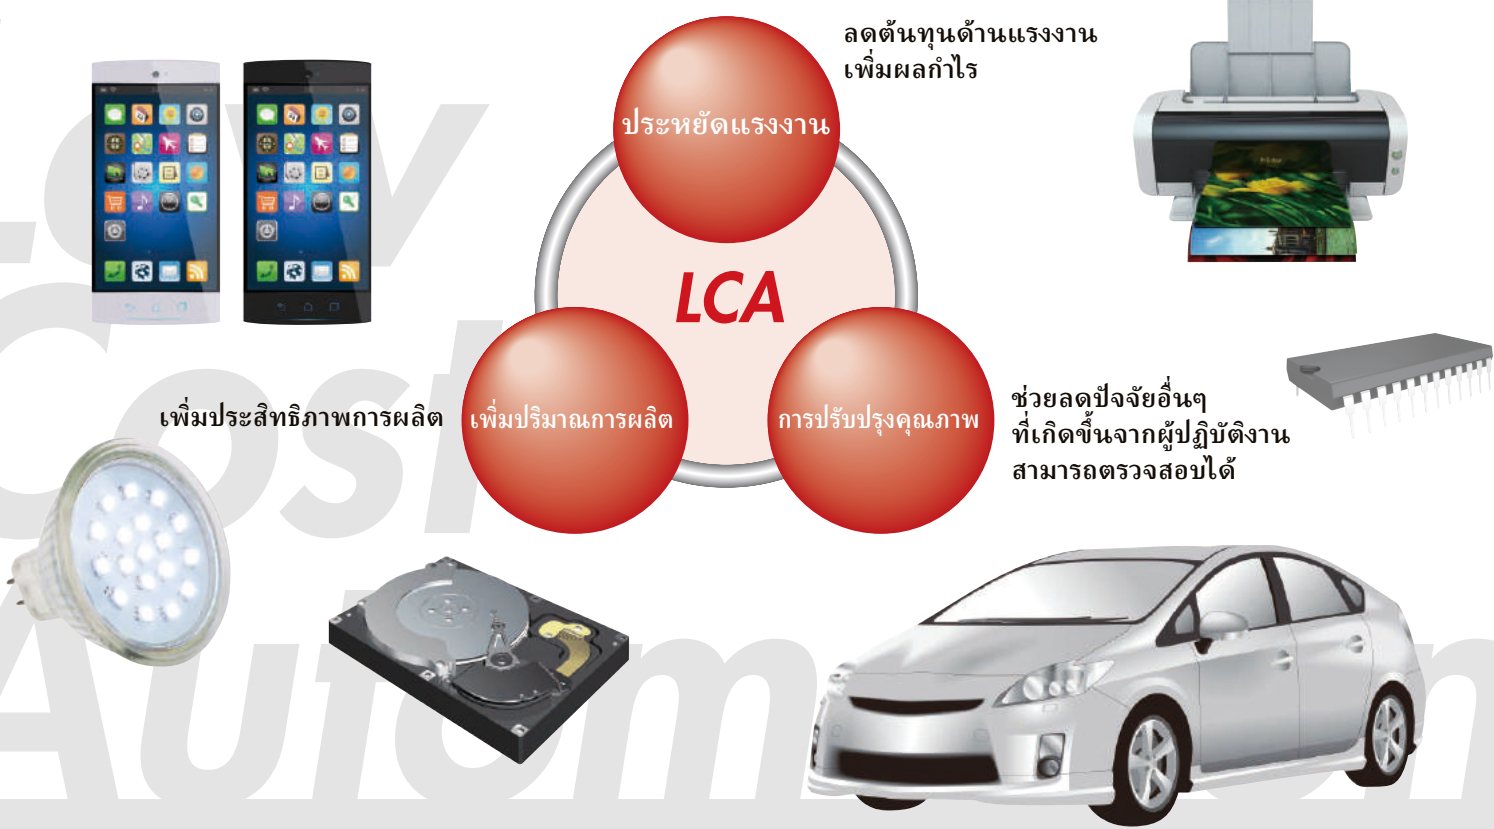 Low
Cost
Automation
ลดต้นทุนด้านแรงงาน
เพิ่มผลกำไร
ประหยัดแรงงาน
LCA
เพิ่มประสิทธิภาพการผลิต
เพิ่มปริมาณการผลิต
การปรับปรุงคุณภาพ
ช่วยลดปัจจัยอื่นๆ
ที่เกิดขึ้นจากผู้ปฏิบัติงาน
สามารถตรวจสอบได้